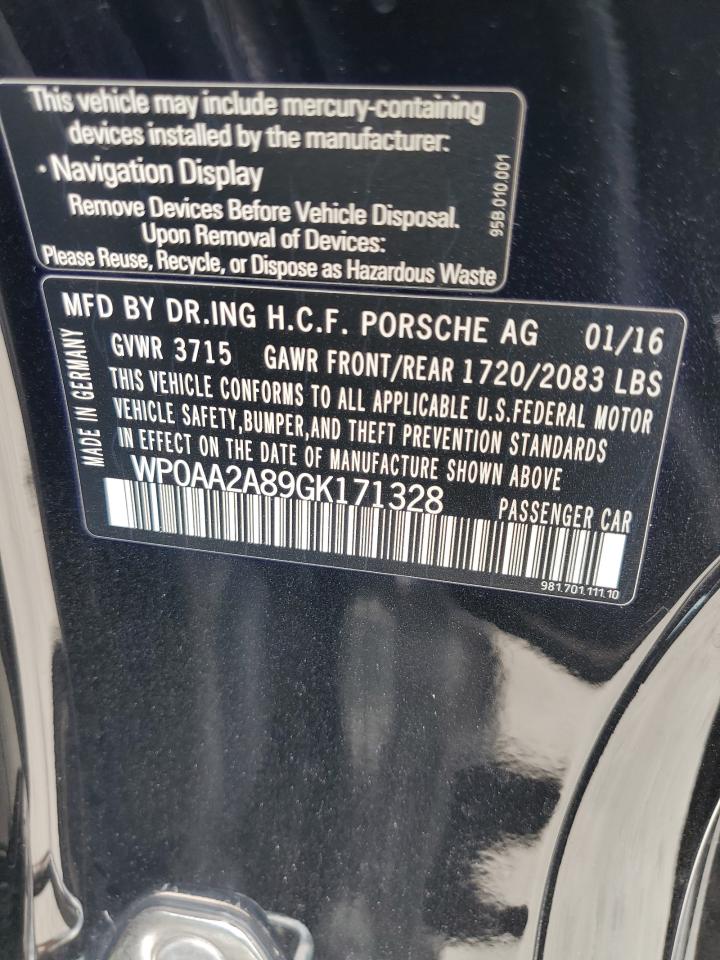 This vehicle may include mercury-containing
devices installed by the manufacturer:
• Navigation Display
Remove Devices Before Vehicle Disposal.
Upon Removal of Devices:
Please Reuse, Recycle, or Dispose as Hazardous Waste
95B.010.001
MFD BY DR.ING H.C.F. PORSCHE AG 01/16
GVWR 3715 GAWR FRONT/REAR 1720/2083 LBS
THIS VEHICLE CONFORMS TO ALL APPLICABLE U.S.FEDERAL MOTOR
VEHICLE SAFETY,BUMPER,AND THEFT PREVENTION STANDARDS
IN EFFECT ON THE DATE OF MANUFACTURE SHOWN ABOVE
MADE IN GERMANY
WP0AA2A89GK171328 PASSENGER CAR
981.701.111.10